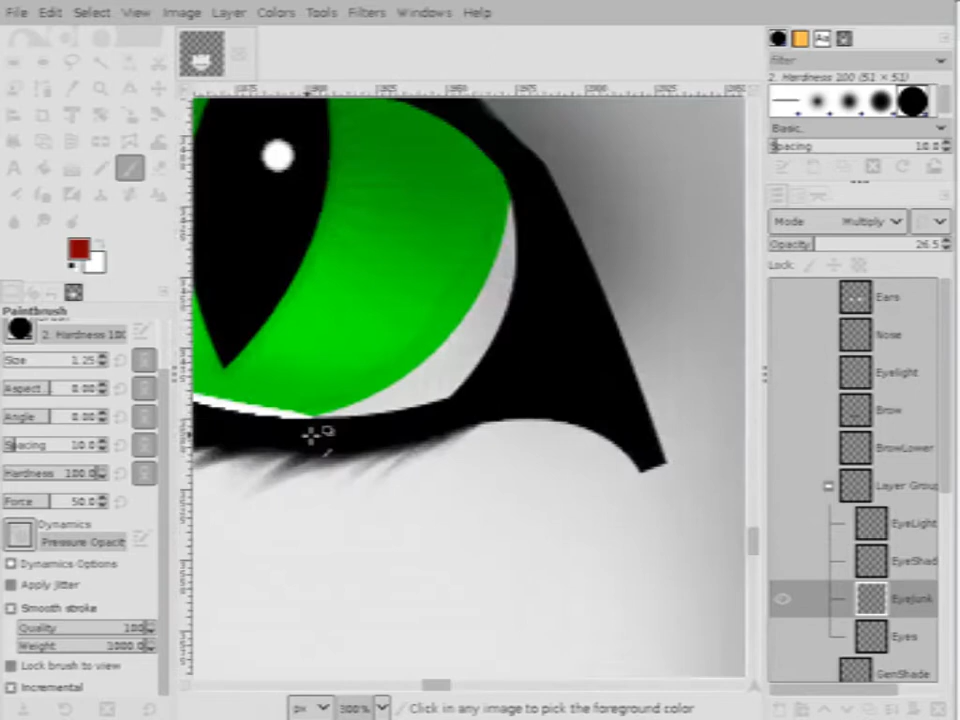 File Edit Select View Image Layer Colors Tools Filters Windows Help
filter
2. Hardness 100 (51 × 51)
Basic,
Spacing 10.0
Mode Multiply
Opacity 26.5
Lock:
Ears
Nose
Eyelight
Brow
BrowLower
Layer Grou
EyeLight
EyeShad
EyeJunk
Eyes
GenShade
Paintbrush
2. Hardness 100
Size 1.25
Aspect 0.00
Angle 0.00
Spacing 10.0
Hardness 100.0
Force 50.0
Dynamics
Pressure Opacit
Dynamics Options
Apply Jitter
Smooth stroke
Quality 100
Weight 1000.0
Lock brush to view
Incremental
px 300% Click in any image to pick the foreground color